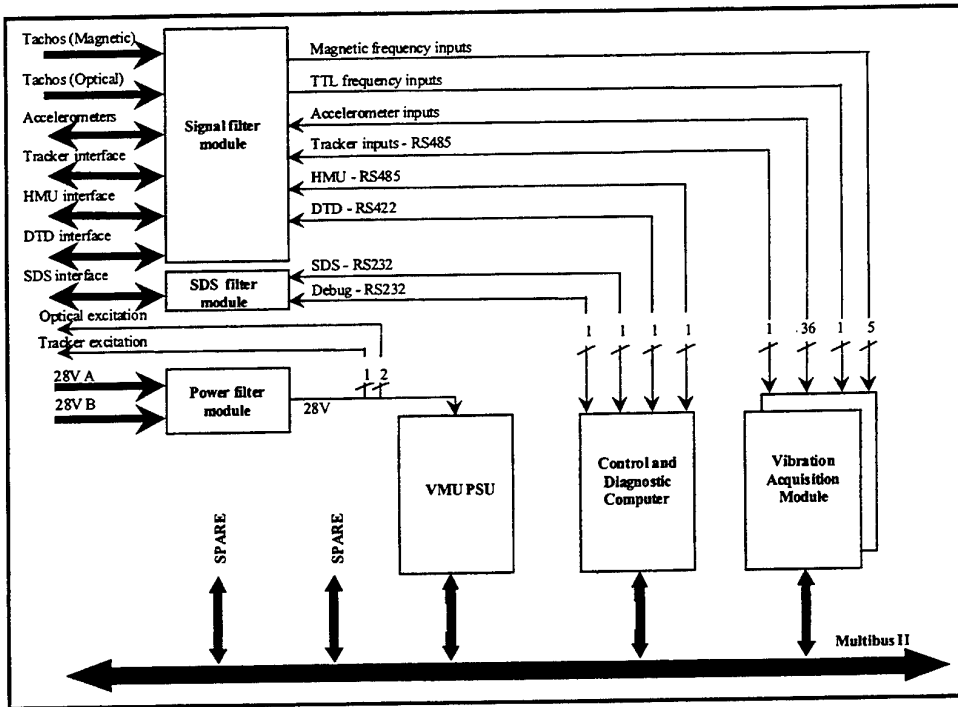 Tachos (Magnetic)
Tachos (Optical)
Accelerometers
Tracker interface
HMU interface
DTD interface
SDS interface
Optical excitation
Tracker excitation
28V A
28V B
Signal filter
module
SDS filter
module
Power filter
module
Magnetic frequency inputs
TTL frequency inputs
Accelerometer inputs
Tracker inputs - RS485
HMU - RS485
DTD - RS422
SDS - RS232
Debug - RS232
28V
1 2
1 1 1 1
1 36 1 5
VMU PSU
Control and
Diagnostic
Computer
Vibration
Acquisition
Module
SPARE
SPARE
Multibus II